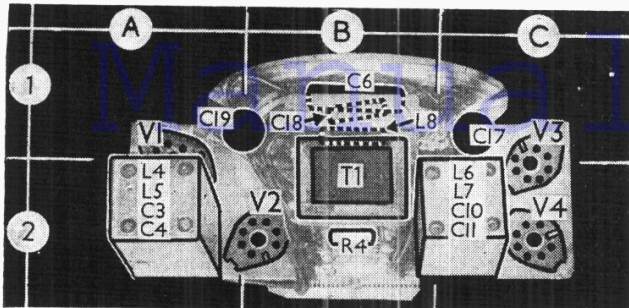 A B C
1
C6
C19 C18 L8 C17
V1 V3
L4 T1 L6
L5 L7
C3 V2 C10 V4
C4 C11
2
R4
Manual